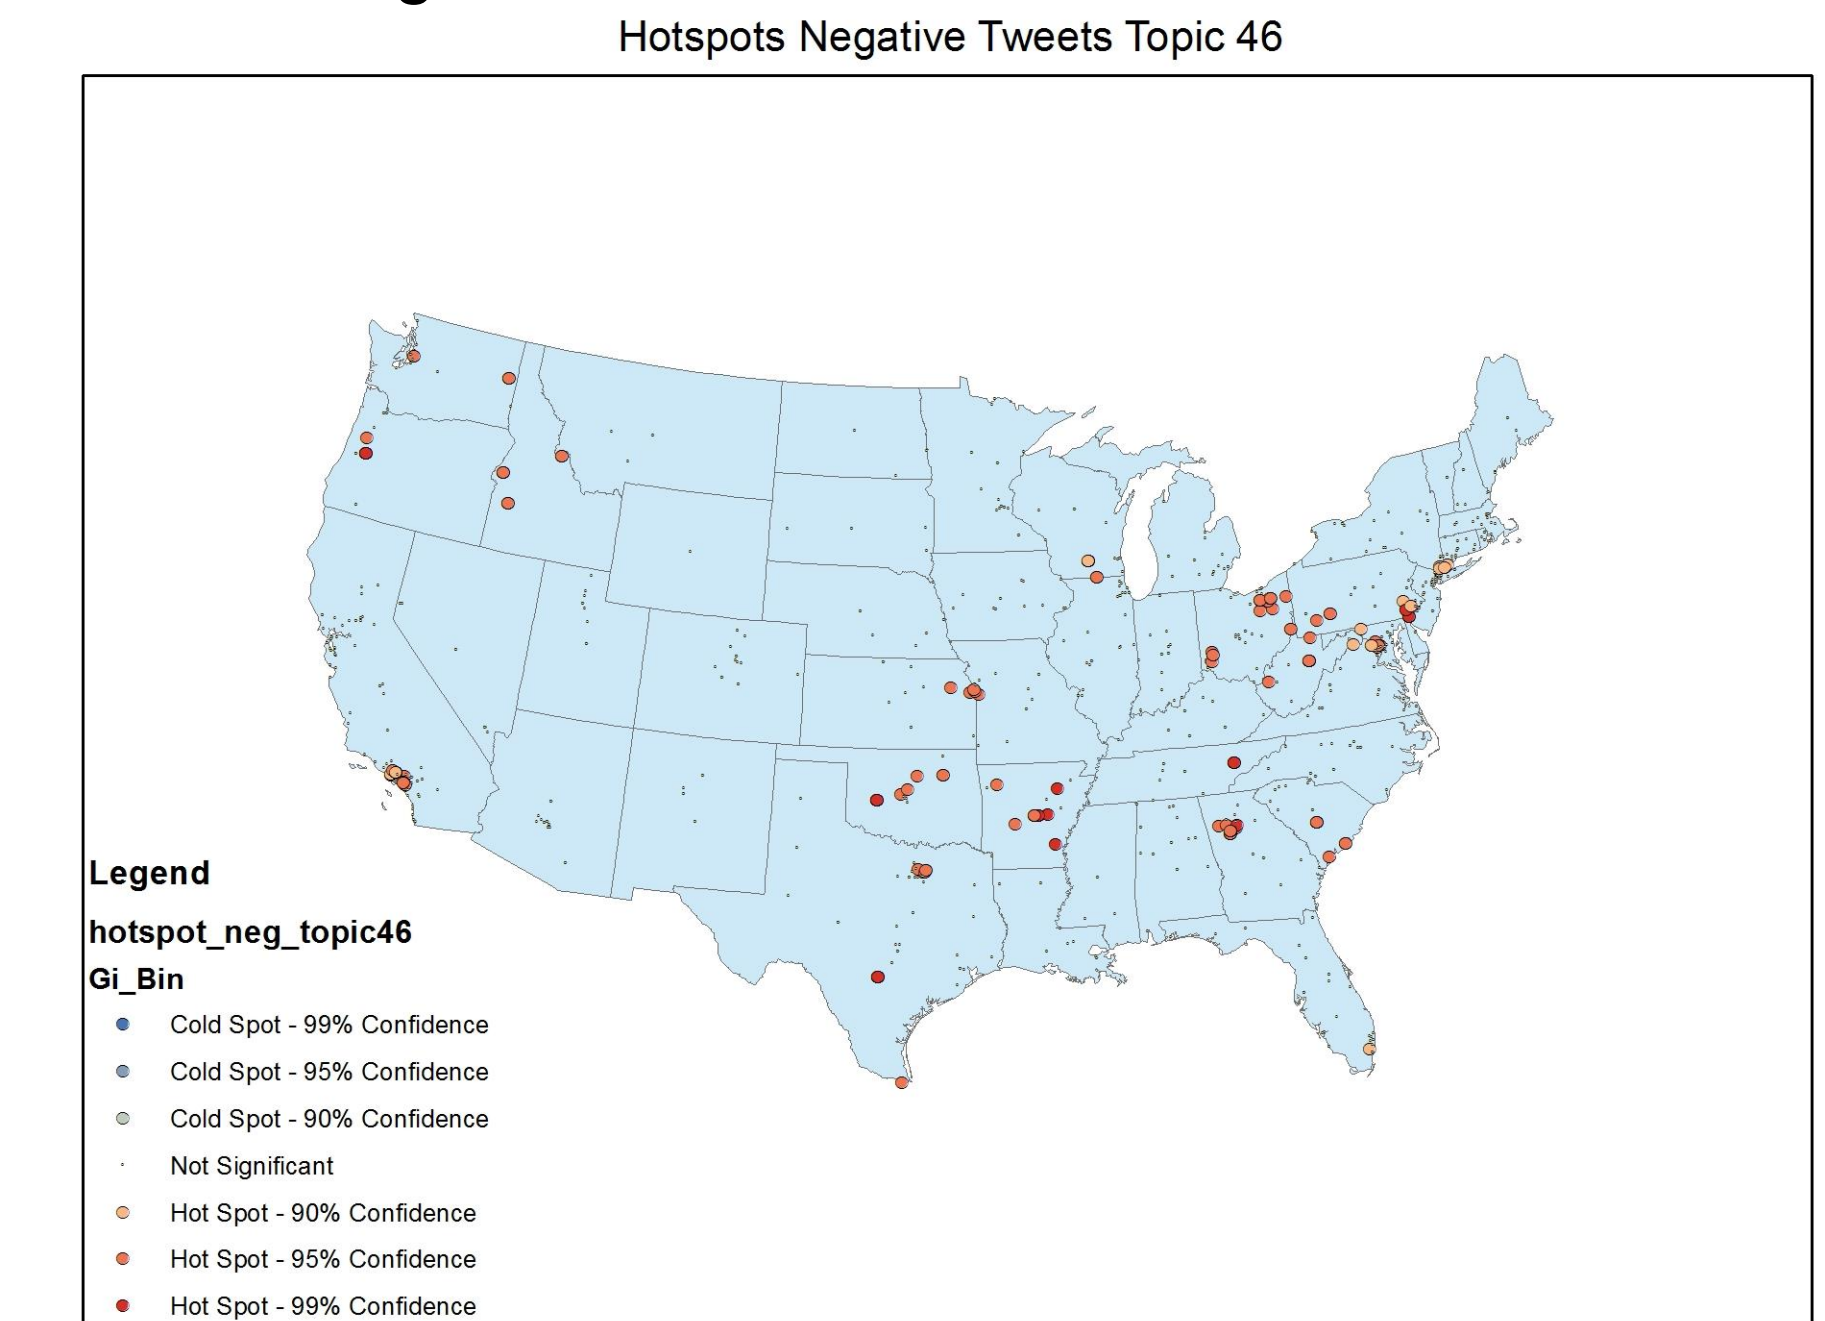 Hotspots Negative Tweets Topic 46
Legend
hotspot_neg_topic46
Gi_Bin
Cold Spot - 99% Confidence
Cold Spot - 95% Confidence
Cold Spot - 90% Confidence
Not Significant
Hot Spot - 90% Confidence
Hot Spot - 95% Confidence
Hot Spot - 99% Confidence